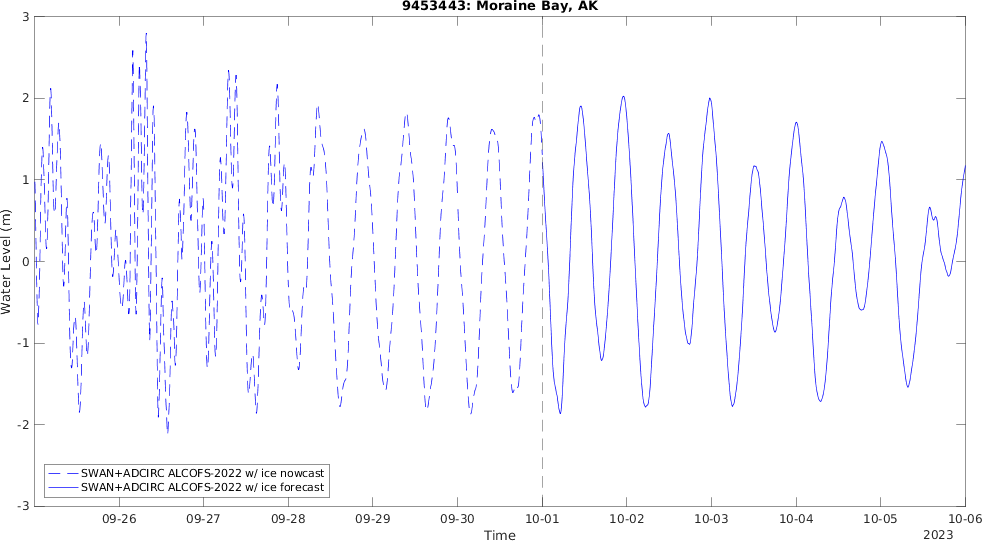 9453443: Moraine Bay, AK
3
2
1
0
-1
-2
-3
Water Level (m)
SWAN+ADCIRC ALCOFS-2022 w/ ice nowcast
SWAN+ADCIRC ALCOFS-2022 w/ ice forecast
09-26 09-27 09-28 09-29 09-30 10-01 10-02 10-03 10-04 10-05 10-06
Time
2023